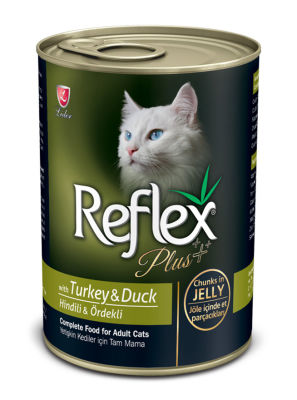 Lider
Reflex
Plus
with Turkey&Duck
Hindili & Ördekli
Complete Food for Adult Cats
Yetişkin Kediler için Tam Mama
Chunks in
JELLY
Jöle içinde et
parçacıkları